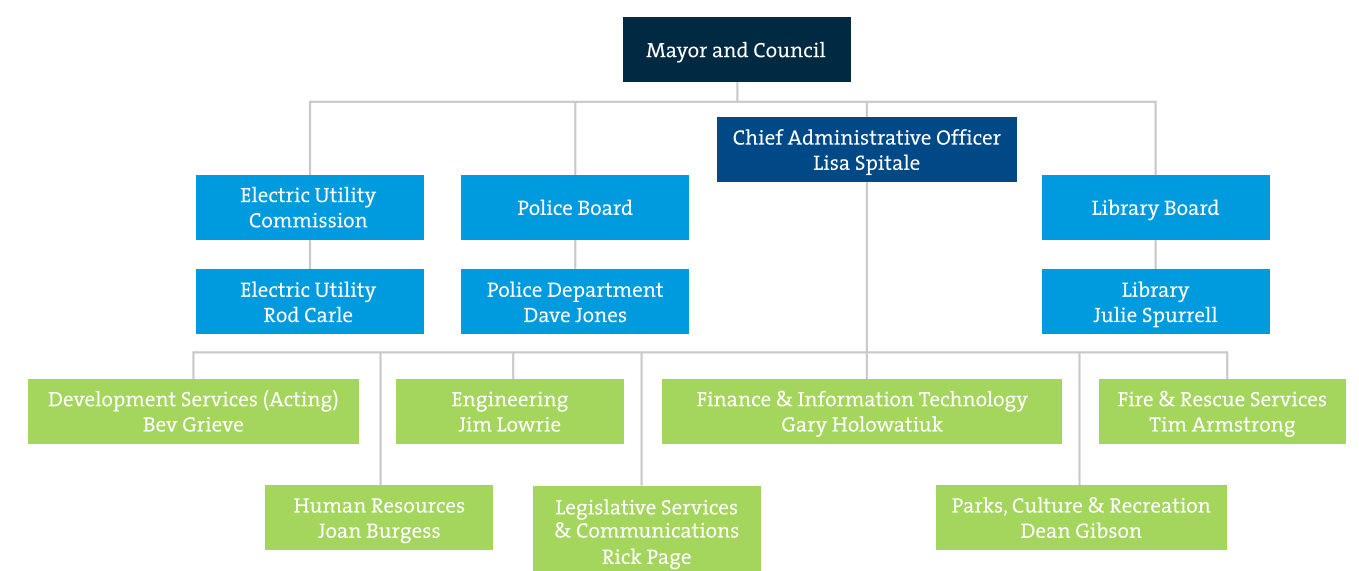 Mayor and Council
Chief Administrative Officer
Lisa Spitale
Electric Utility
Commission
Police Board
Library Board
Electric Utility
Rod Carle
Police Department
Dave Jones
Library
Julie Spurrell
Development Services (Acting)
Bev Grieve
Engineering
Jim Lowrie
Finance & Information Technology
Gary Holowatiuk
Fire & Rescue Services
Tim Armstrong
Human Resources
Joan Burgess
Legislative Services
& Communications
Rick Page
Parks, Culture & Recreation
Dean Gibson